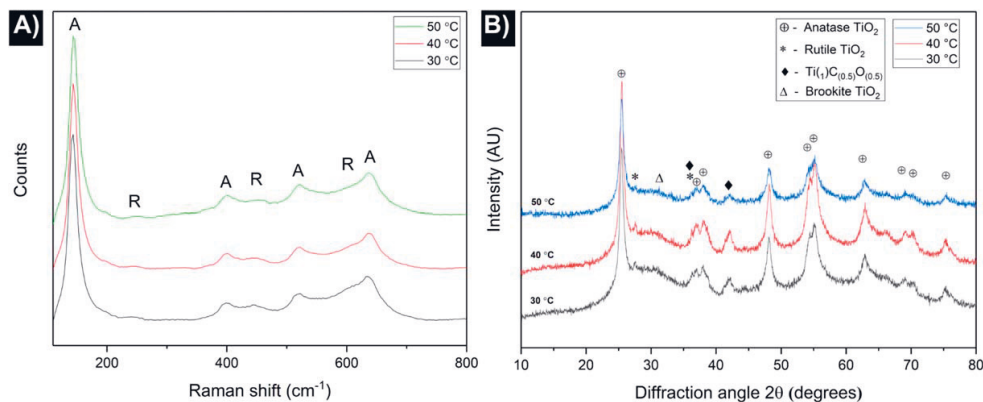 A)
A
50 °C
40 °C
30 °C
R
A
R
A
R
A
Counts
200
400
600
800
Raman shift (cm-1)
B)
⊕ - Anatase TiO2
* - Rutile TiO2
♦ - Ti(1)C(0.5)O(0.5)
Δ - Brookite TiO2
50 °C
40 °C
30 °C
50 °C
40 °C
30 °C
Intensity (AU)
10
20
30
40
50
60
70
80
Diffraction angle 2θ (degrees)